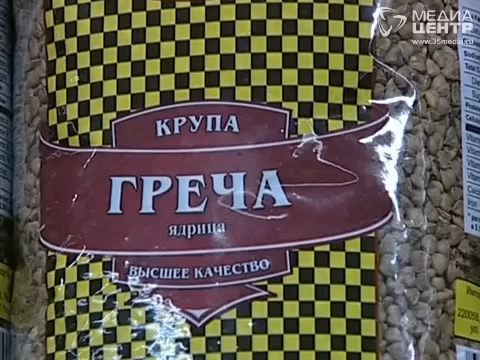 МЕДИА
ЦЕНТР
www.35media.ru
КРУПА
ГРЕЧА
ядрица
ВЫСШЕЕ КАЧЕСТВО